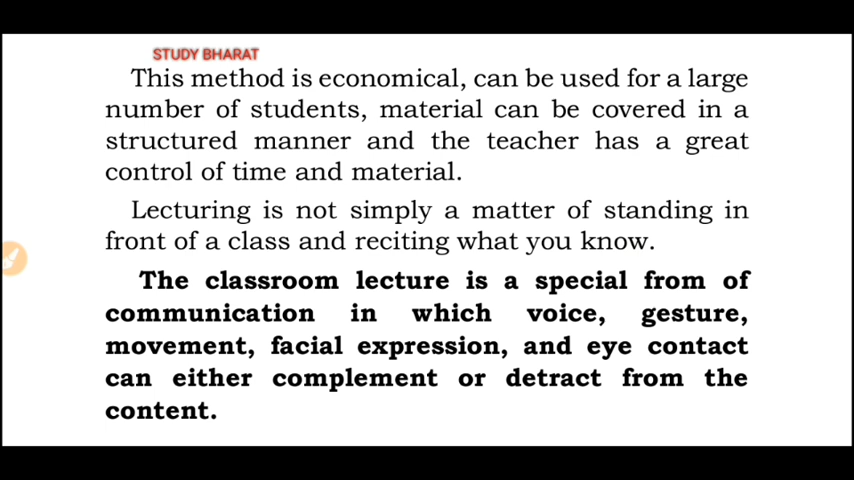 STUDY BHARAT
This method is economical, can be used for a large
number of students, material can be covered in a
structured manner and the teacher has a great
control of time and material.
Lecturing is not simply a matter of standing in
front of a class and reciting what you know.
The classroom lecture is a special from of
communication in which voice, gesture,
movement, facial expression, and eye contact
can either complement or detract from the
content.